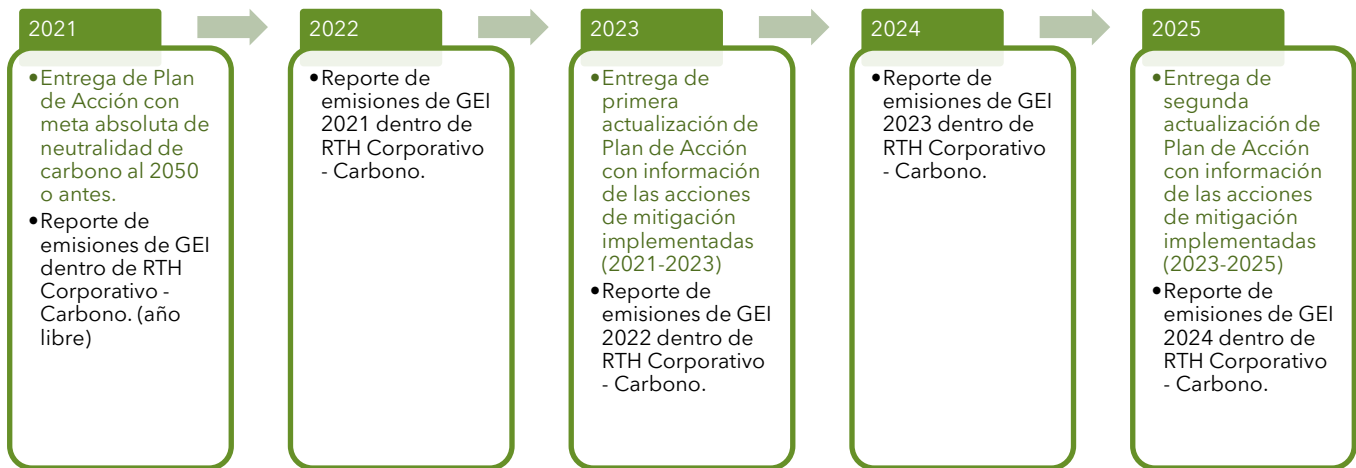 2021
•Entrega de Plan
de Acción con
meta absoluta de
neutralidad de
carbono al 2050
o antes.
•Reporte de
emisiones de GEI
dentro de RTH
Corporativo -
Carbono. (año
libre)
2022
•Reporte de
emisiones de GEI
2021 dentro de
RTH Corporativo
- Carbono.
2023
•Entrega de
primera
actualización de
Plan de Acción
con información
de las acciones
de mitigación
implementadas
(2021-2023)
•Reporte de
emisiones de GEI
2022 dentro de
RTH Corporativo
- Carbono.
2024
•Reporte de
emisiones de GEI
2023 dentro de
RTH Corporativo
- Carbono.
2025
•Entrega de
segunda
actualización de
Plan de Acción
con información
de las acciones
de mitigación
implementadas
(2023-2025)
•Reporte de
emisiones de GEI
2024 dentro de
RTH Corporativo
- Carbono.